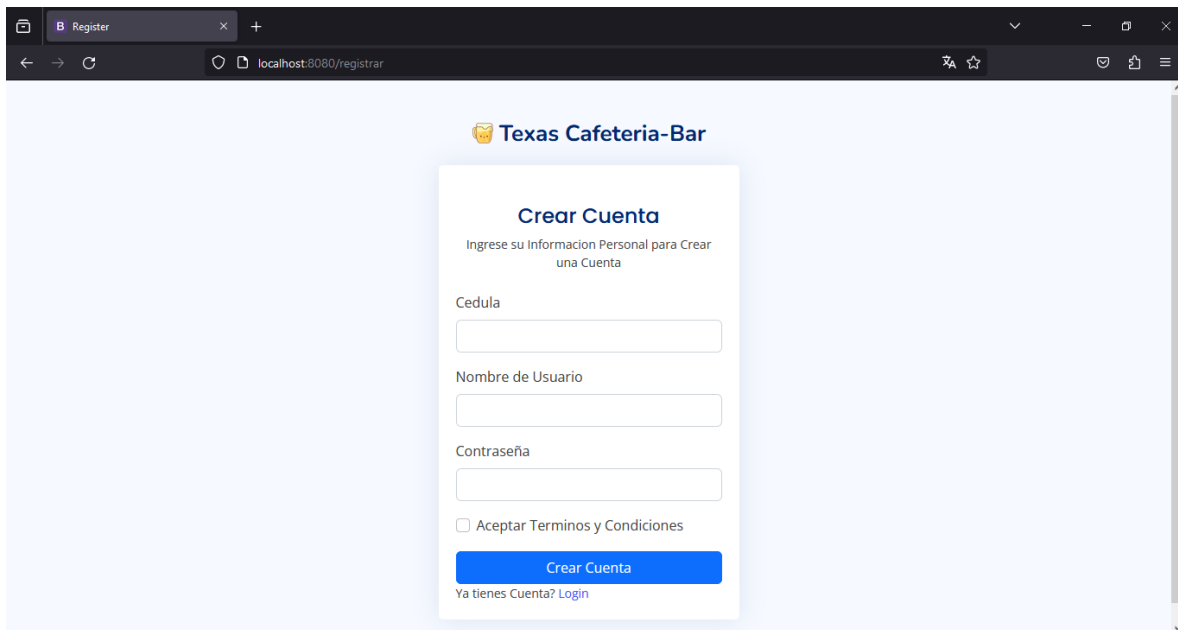 Register
localhost:8080/registrar
Texas Cafeteria-Bar
Crear Cuenta
Ingrese su Informacion Personal para Crear
una Cuenta
Cedula
Nombre de Usuario
Contraseña
Aceptar Terminos y Condiciones
Crear Cuenta
Ya tienes Cuenta? Login